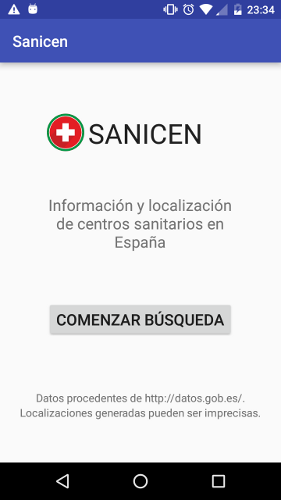 23:34
Sanicen
SANICEN
Información y localización
de centros sanitarios en
España
COMENZAR BÚSQUEDA
Datos procedentes de http://datos.gob.es/.
Localizaciones generadas pueden ser imprecisas.